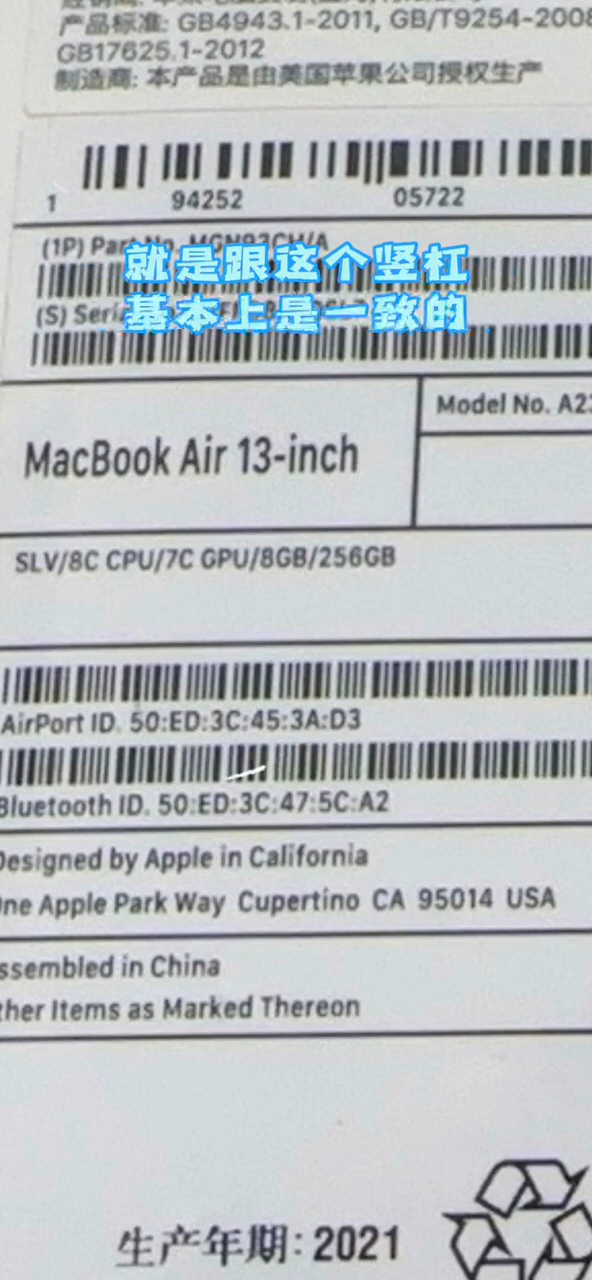 产品标准: GB4943.1-2011, GB/T9254-2008
GB17625.1-2012
制造商: 本产品是由美国苹果公司授权生产
1 94252 05722
(1P) Part No.
就是跟这个竖杠
(S)
基本上是一致的
Model No.
MacBook Air 13-inch
SLV/8C CPU/7C GPU/8GB/256GB
AirPort ID. 50:ED:3C:45:3A:D3
Bluetooth ID. 50:ED:3C:47:5C:A2
Designed by Apple in California
One Apple Park Way Cupertino CA 95014 USA
ssembled in China
ther Items as Marked Thereon
生产年期: 2021